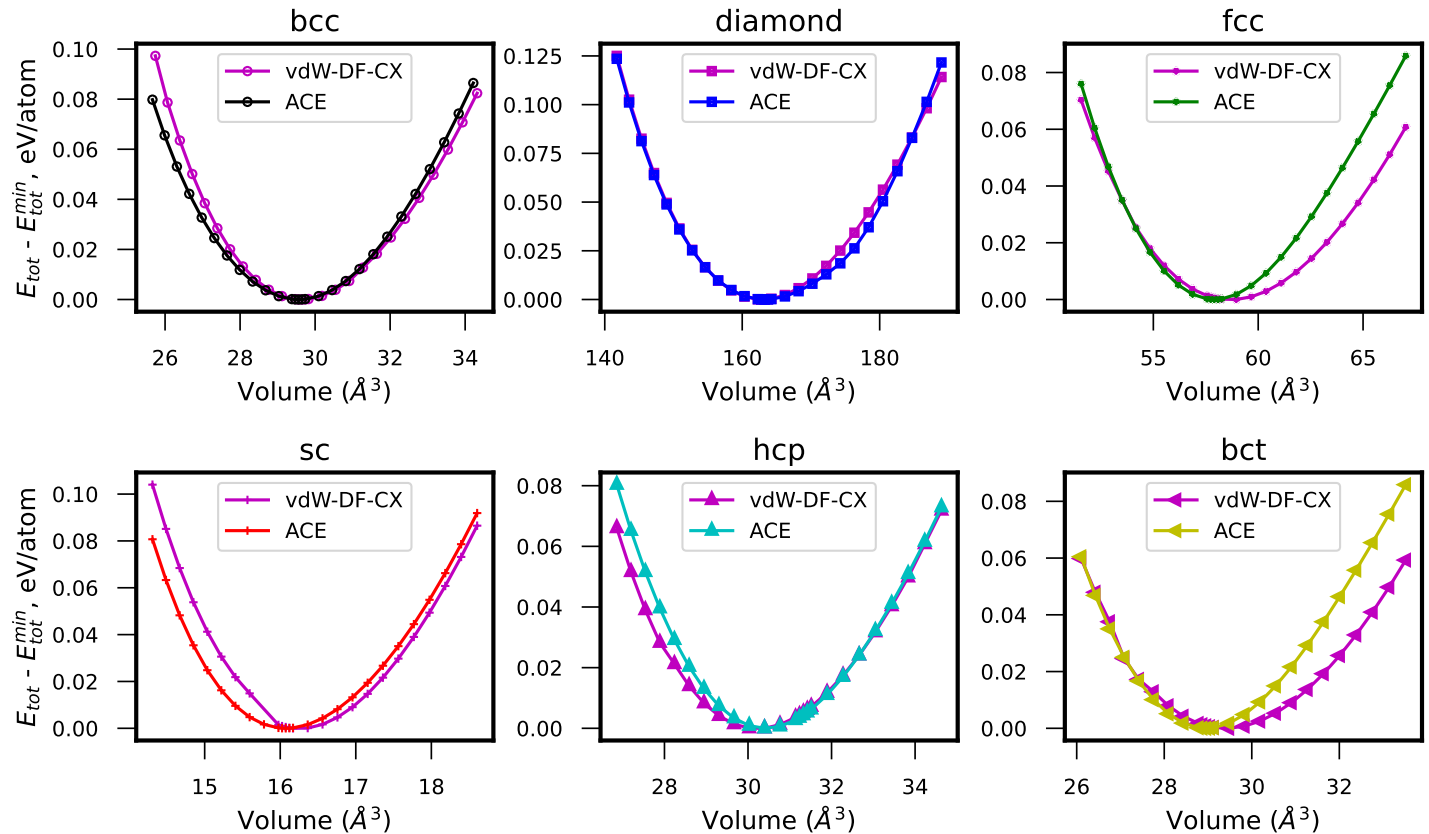 bcc
0.10
0.08
0.06
0.04
0.02
0.00
E_tot - E_tot^min , eV/atom
vdW-DF-CX
ACE
26 28 30 32 34
Volume (Å^3)
diamond
0.125
0.100
0.075
0.050
0.025
0.000
vdW-DF-CX
ACE
140 160 180
Volume (Å^3)
fcc
0.08
0.06
0.04
0.02
0.00
vdW-DF-CX
ACE
55 60 65
Volume (Å^3)
sc
0.10
0.08
0.06
0.04
0.02
0.00
E_tot - E_tot^min , eV/atom
vdW-DF-CX
ACE
15 16 17 18
Volume (Å^3)
hcp
0.08
0.06
0.04
0.02
0.00
vdW-DF-CX
ACE
28 30 32 34
Volume (Å^3)
bct
0.08
0.06
0.04
0.02
0.00
vdW-DF-CX
ACE
26 28 30 32
Volume (Å^3)